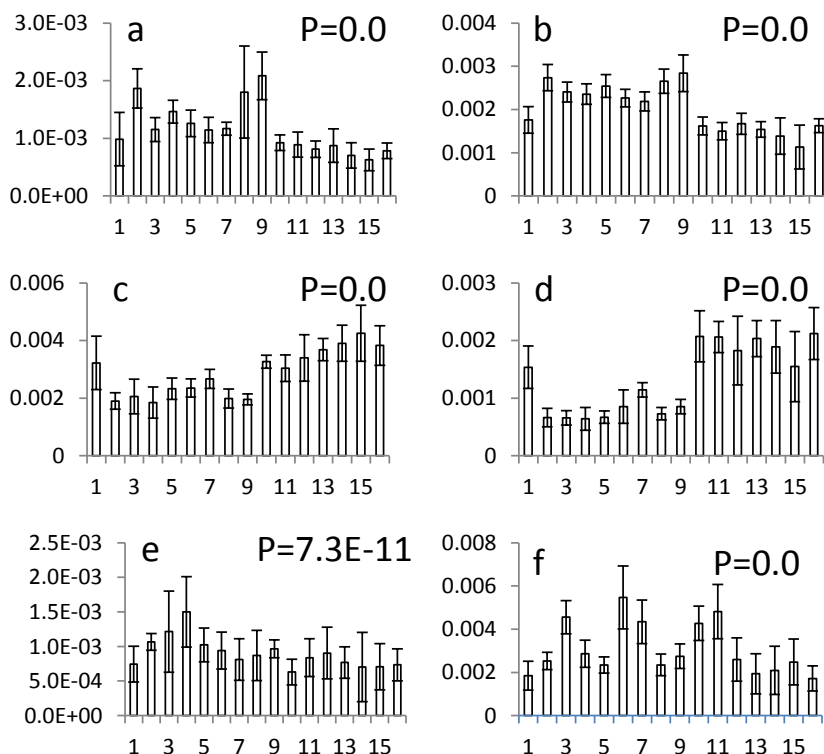 a P=0.0
3.0E-03
2.0E-03
1.0E-03
0.0E+00
1 3 5 7 9 11 13 15
b P=0.0
0.004
0.003
0.002
0.001
0
1 3 5 7 9 11 13 15
c P=0.0
0.006
0.004
0.002
0
1 3 5 7 9 11 13 15
d P=0.0
0.003
0.002
0.001
0
1 3 5 7 9 11 13 15
e P=7.3E-11
2.5E-03
2.0E-03
1.5E-03
1.0E-03
5.0E-04
0.0E+00
1 3 5 7 9 11 13 15
f P=0.0
0.008
0.006
0.004
0.002
0
1 3 5 7 9 11 13 15